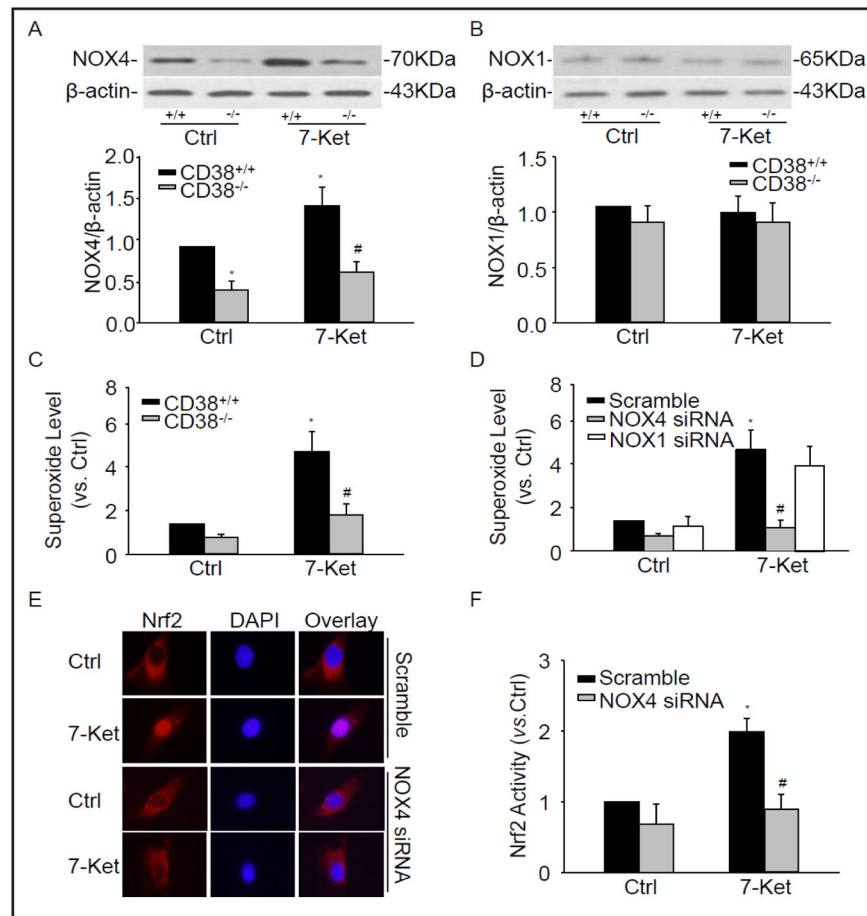 A
NOX4- -70KDa
β-actin- -43KDa
+/+ -/- +/+ -/-
Ctrl 7-Ket
2.0
1.5
1.0
0.5
0.0
NOX4/β-actin
CD38+/+
CD38-/-
* * #
Ctrl 7-Ket
B
NOX1- -65KDa
β-actin- -43KDa
+/+ -/- +/+ -/-
Ctrl 7-Ket
1.5
1.0
0.5
0.0
NOX1/β-actin
CD38+/+
CD38-/-
Ctrl 7-Ket
C
8
6
4
2
0
Superoxide Level
(vs. Ctrl)
CD38+/+
CD38-/-
* #
Ctrl 7-Ket
D
8
6
4
2
0
Superoxide Level
(vs. Ctrl)
Scramble
NOX4 siRNA
NOX1 siRNA
* #
Ctrl 7-Ket
E
Nrf2 DAPI Overlay
Ctrl
7-Ket
Scramble
Ctrl
7-Ket
NOX4 siRNA
F
3
2
1
0
Nrf2 Activity (vs.Ctrl)
Scramble
NOX4 siRNA
* #
Ctrl 7-Ket